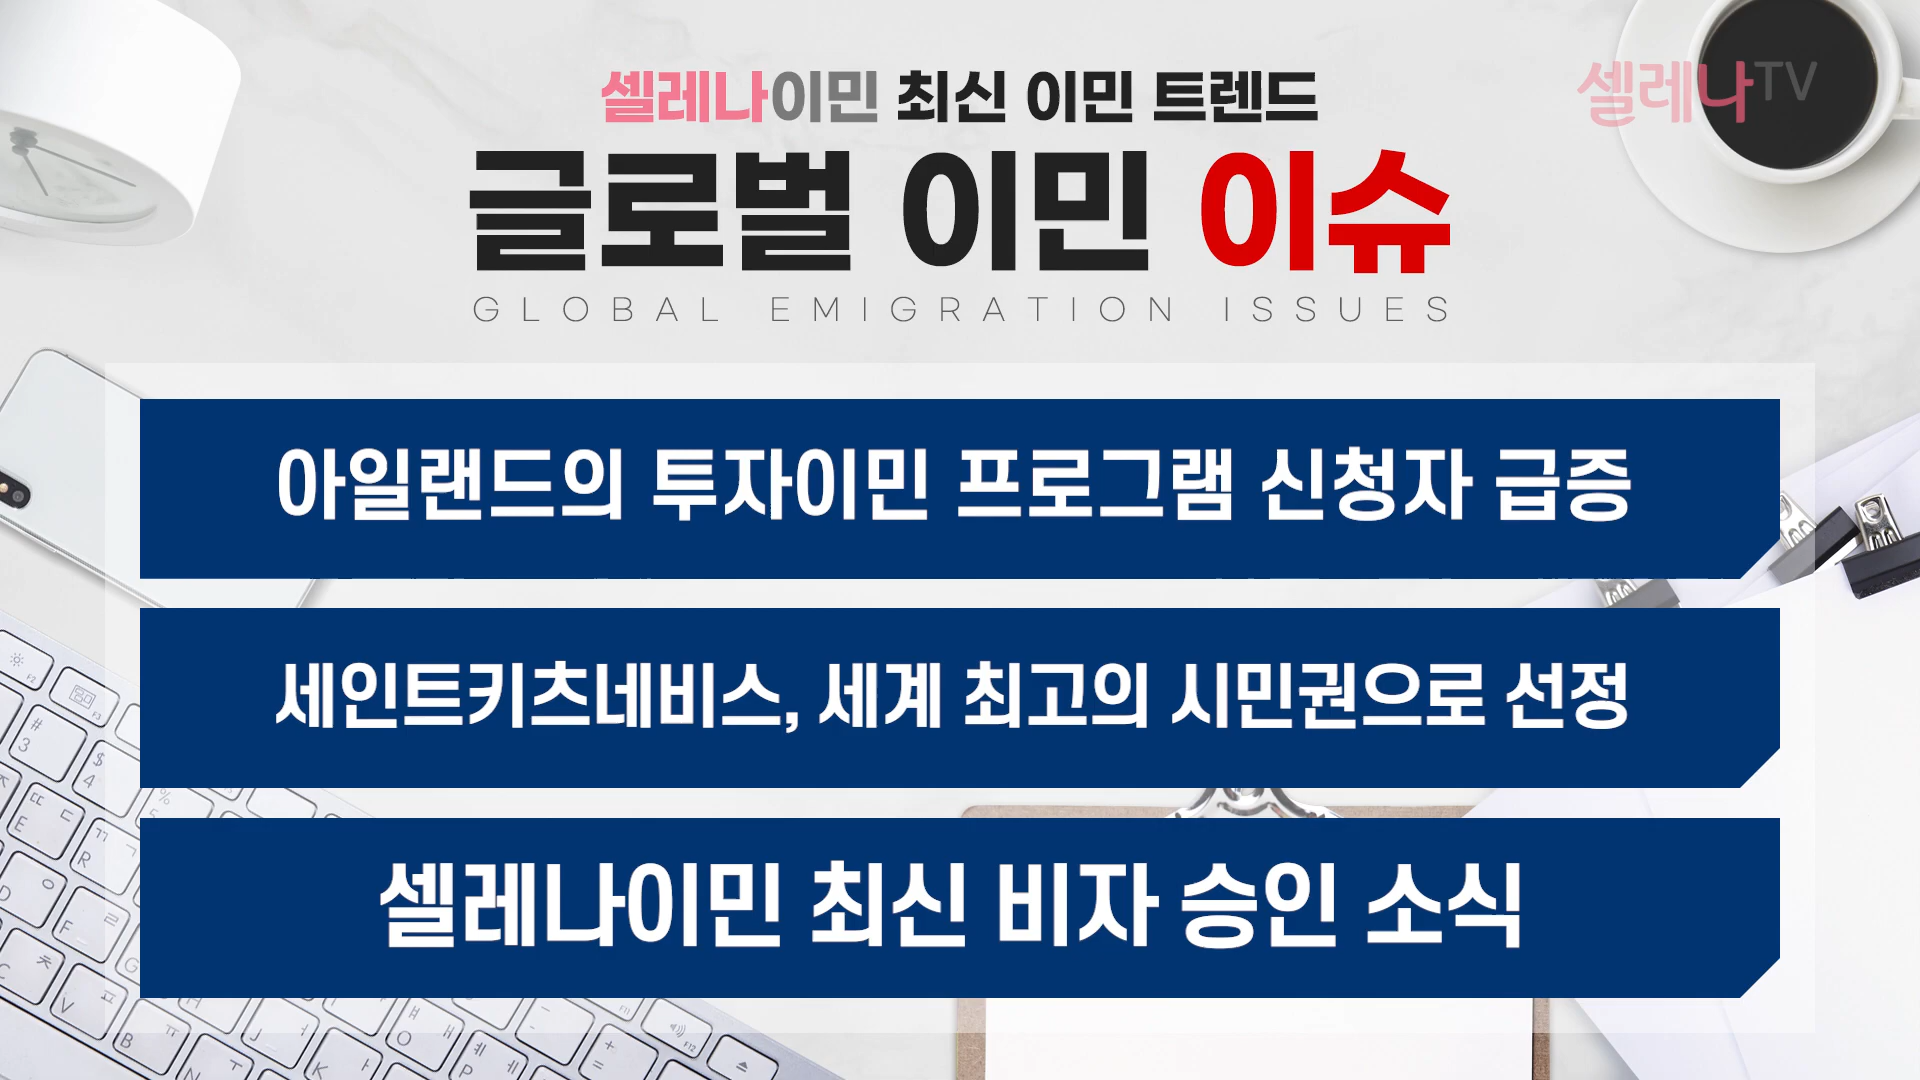 셀레나이민 최신 이민 트렌드
셀레나TV
글로벌 이민 이슈
GLOBAL EMIGRATION ISSUES
아일랜드의 투자이민 프로그램 신청자 급증
세인트키츠네비스, 세계 최고의 시민권으로 선정
셀레나이민 최신 비자 승인 소식